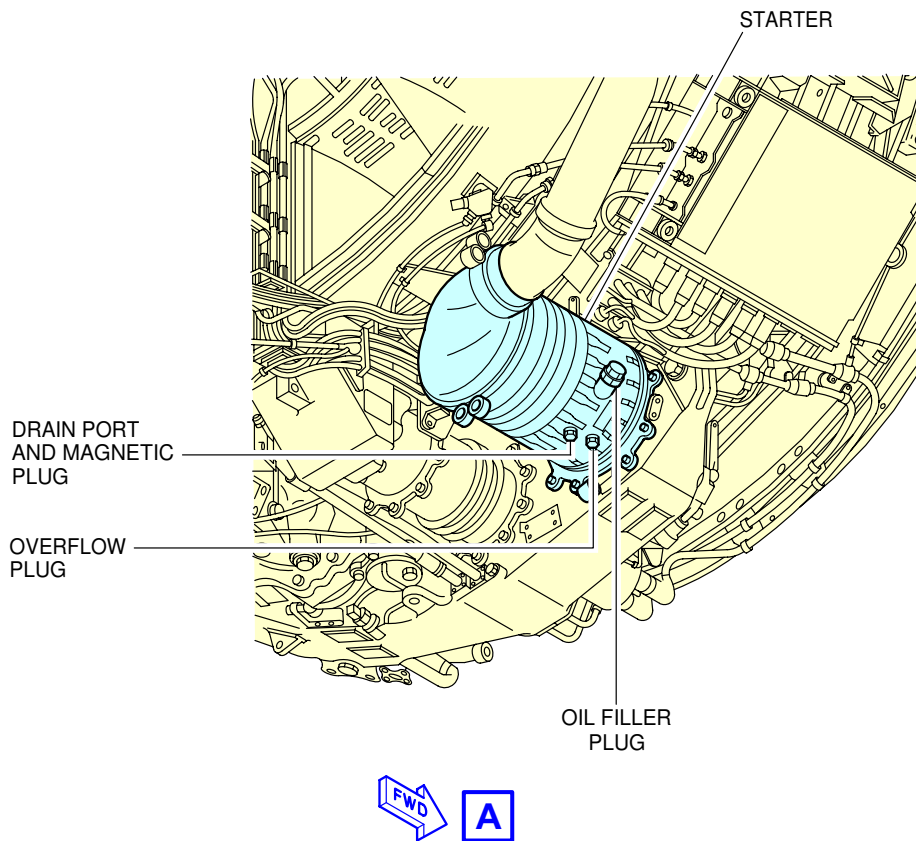 STARTER
DRAIN PORT
AND MAGNETIC
PLUG
OVERFLOW
PLUG
OIL FILLER
PLUG
FWD
A